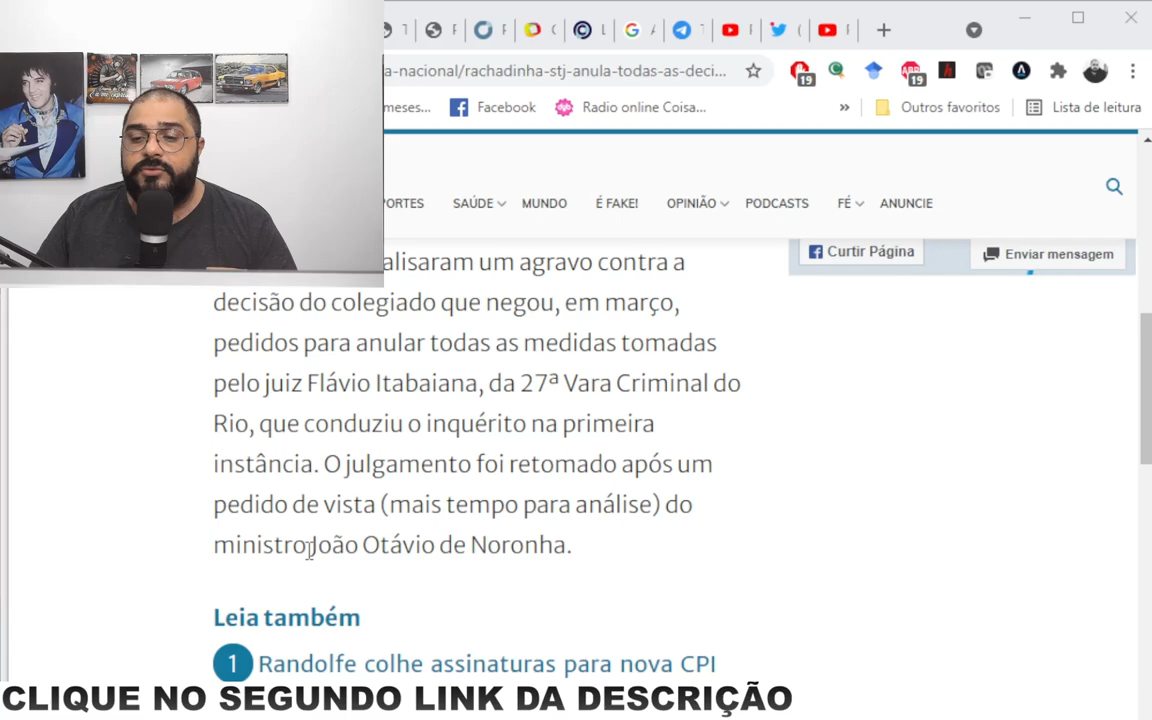 a-nacional/rachadinha-stj-anula-todas-as-deci...
19
19
meses...
Facebook
Radio online Coisa...
»
Outros favoritos
Lista de leitura
PORTES
SAÚDE
MUNDO
É FAKE!
OPINIÃO
PODCASTS
FÉ
ANUNCIE
Curtir Página
Enviar mensagem
alisaram um agravo contra a
decisão do colegiado que negou, em março,
pedidos para anular todas as medidas tomadas
pelo juiz Flávio Itabaiana, da 27ª Vara Criminal do
Rio, que conduziu o inquérito na primeira
instância. O julgamento foi retomado após um
pedido de vista (mais tempo para análise) do
ministro João Otávio de Noronha.
Leia também
1 Randolfe colhe assinaturas para nova CPI
CLIQUE NO SEGUNDO LINK DA DESCRIÇÃO